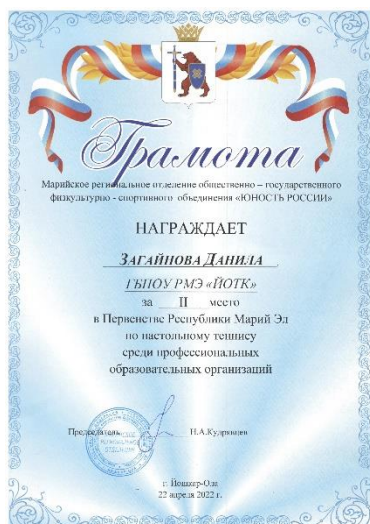 Грамота
Марийское региональное отделение общественно – государственного
физкультурно - спортивного объединения «ЮНОСТЬ РОССИИ»
НАГРАЖДАЕТ
ЗАГАЙНОВА ДАНИЛА
ГБПОУ РМЭ «ЙОТК»
за II место
в Первенстве Республики Марий Эл
по настольному теннису
среди профессиональных
образовательных организаций
Председатель Н.А.Кудрявцев
г. Йошкар-Ола
22 апреля 2022 г.